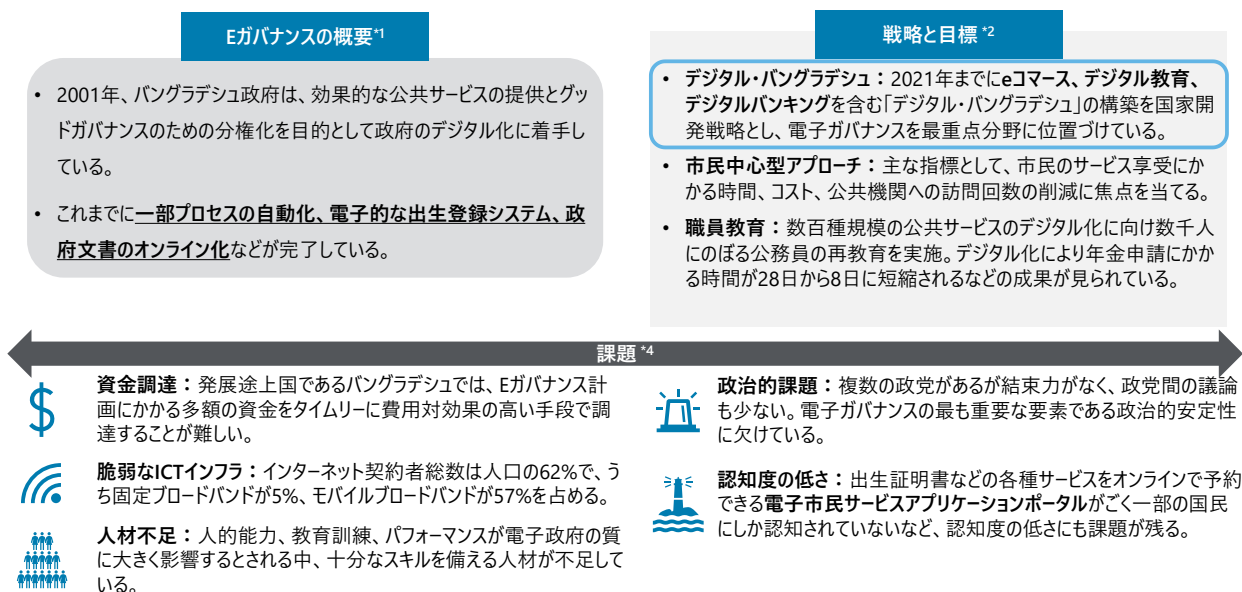 Eガバナンスの概要*1
• 2001年、バングラデシュ政府は、効果的な公共サービスの提供とグッ
ドガバナンスのための分権化を目的として政府のデジタル化に着手し
ている。
• これまでに一部プロセスの自動化、電子的な出生登録システム、政
府文書のオンライン化などが完了している。
戦略と目標 *2
• デジタル・バングラデシュ：2021年までにeコマース、デジタル教育、
デジタルバンキングを含む「デジタル・バングラデシュ」の構築を国家開
発戦略とし、電子ガバナンスを最重点分野に位置づけている。
• 市民中心型アプローチ：主な指標として、市民のサービス享受にか
かる時間、コスト、公共機関への訪問回数の削減に焦点を当てる。
• 職員教育：数百種規模の公共サービスのデジタル化に向け数千人
にのぼる公務員の再教育を実施。デジタル化により年金申請にかか
る時間が28日から8日に短縮されるなどの成果が見られている。
課題 *4
資金調達：発展途上国であるバングラデシュでは、Eガバナンス計
画にかかる多額の資金をタイムリーに費用対効果の高い手段で調
達することが難しい。
脆弱なICTインフラ：インターネット契約者総数は人口の62%で、う
ち固定ブロードバンドが5%、モバイルブロードバンドが57%を占める。
人材不足：人的能力、教育訓練、パフォーマンスが電子政府の質
に大きく影響するとされる中、十分なスキルを備える人材が不足して
いる。
政治的課題：複数の政党があるが結束力がなく、政党間の議論
も少ない。電子ガバナンスの最も重要な要素である政治的安定性
に欠けている。
認知度の低さ：出生証明書などの各種サービスをオンラインで予約
できる電子市民サービスアプリケーションポータルがごく一部の国民
にしか認知されていないなど、認知度の低さにも課題が残る。